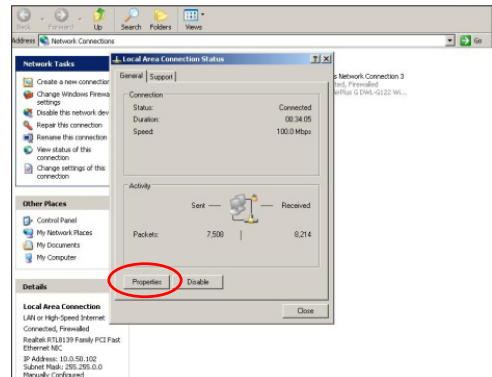 Back Forward Up Search Folders Views
Address Network Connections Go
Network Tasks
Create a new connection
Change Windows Firewa
settings
Disable this network dev
Repair this connection
Rename this connection
View status of this
connection
Change settings of this
connection
Other Places
Control Panel
My Network Places
My Documents
My Computer
Details
Local Area Connection
LAN or High-Speed Internet
Connected, Firewalled
Realtek RTL8139 Family PCI Fast
Ethernet NIC
IP Address: 10.0.50.102
Subnet Mask: 255.255.0.0
Manually Configured
Local Area Connection Status
General Support
Connection
Status: Connected
Duration: 00:34:05
Speed: 100.0 Mbps
Activity
Sent Received
Packets: 7,508 8,214
Properties Disable
Close
s Network Connection 3
ted, Firewalled
G DWL-G122 Wi...